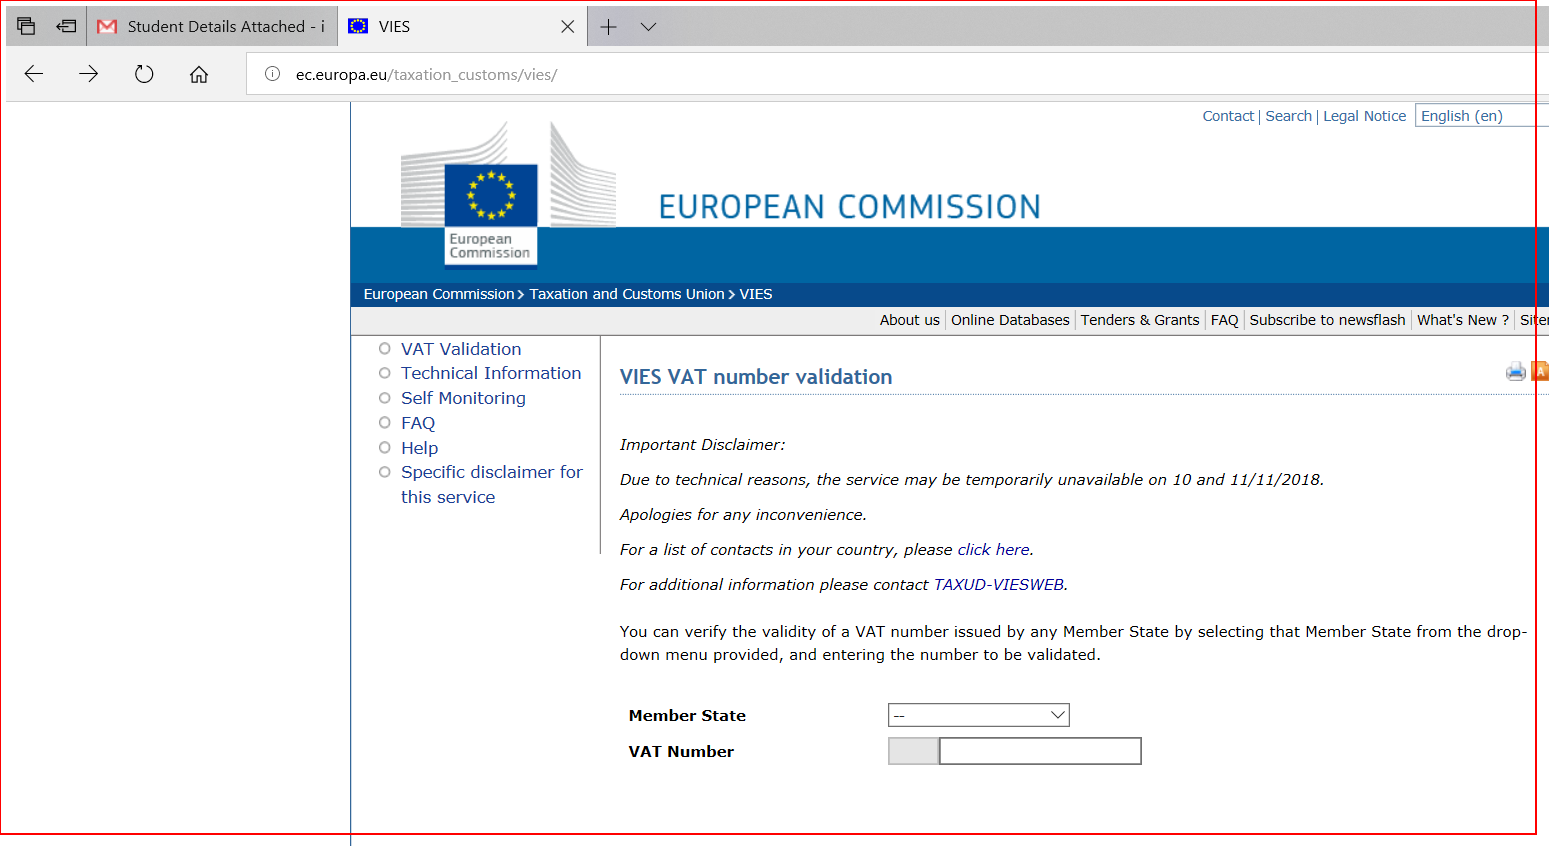 Student Details Attached - i
VIES
ec.europa.eu/taxation_customs/vies/
Contact | Search | Legal Notice
English (en)
EUROPEAN COMMISSION
European
Commission
European Commission > Taxation and Customs Union > VIES
About us | Online Databases | Tenders & Grants | FAQ | Subscribe to newsflash | What's New ? | Siter
VAT Validation
Technical Information
Self Monitoring
FAQ
Help
Specific disclaimer for
this service
VIES VAT number validation
Important Disclaimer:
Due to technical reasons, the service may be temporarily unavailable on 10 and 11/11/2018.
Apologies for any inconvenience.
For a list of contacts in your country, please click here.
For additional information please contact TAXUD-VIESWEB.
You can verify the validity of a VAT number issued by any Member State by selecting that Member State from the drop-
down menu provided, and entering the number to be validated.
Member State
--
VAT Number